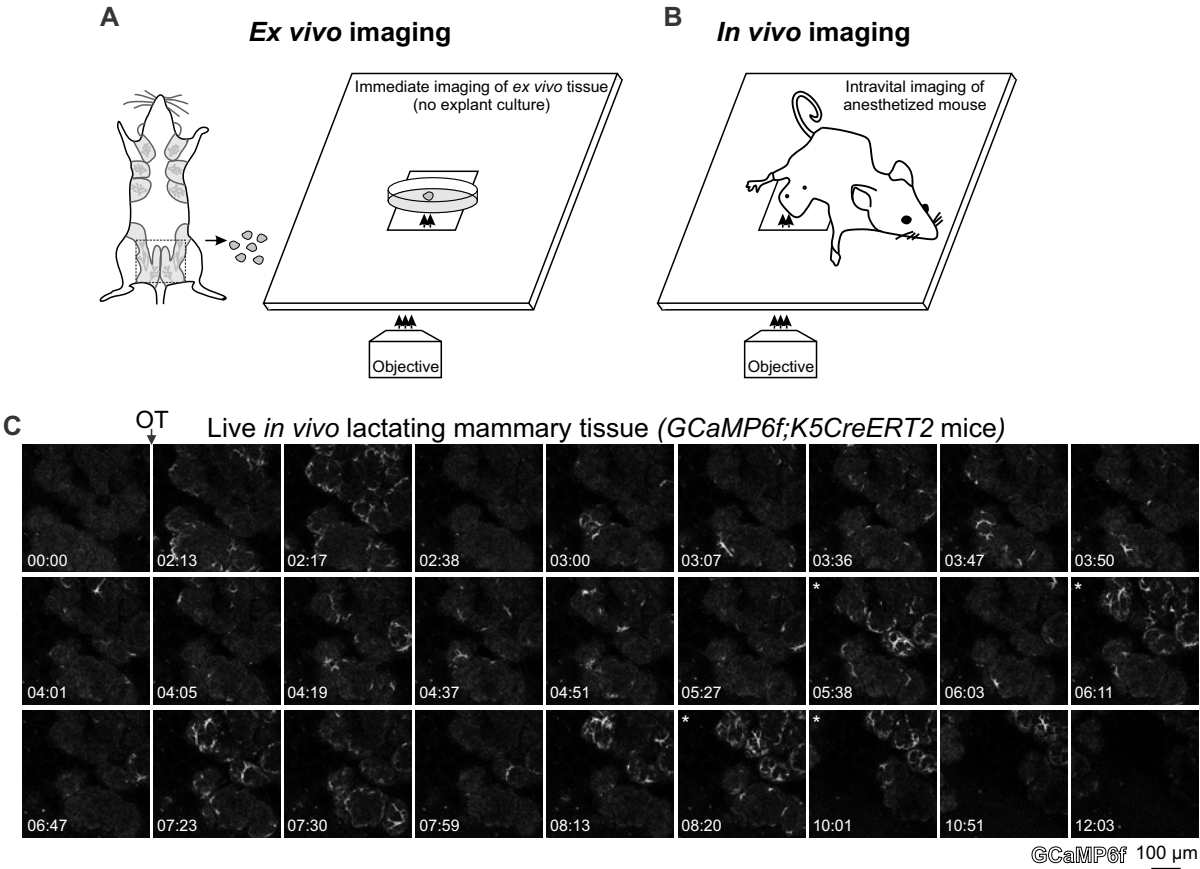 A
Ex vivo imaging
Immediate imaging of ex vivo tissue
(no explant culture)
Objective
B
In vivo imaging
Intravital imaging of
anesthetized mouse
Objective
C
OT
Live in vivo lactating mammary tissue (GCaMP6f;K5CreERT2 mice)
00:00 02:13 02:17 02:38 03:00 03:07 03:36 03:47 03:50
* *
04:01 04:05 04:19 04:37 04:51 05:27 05:38 06:03 06:11
* *
06:47 07:23 07:30 07:59 08:13 08:20 10:01 10:51 12:03
GCaMP6f 100 µm